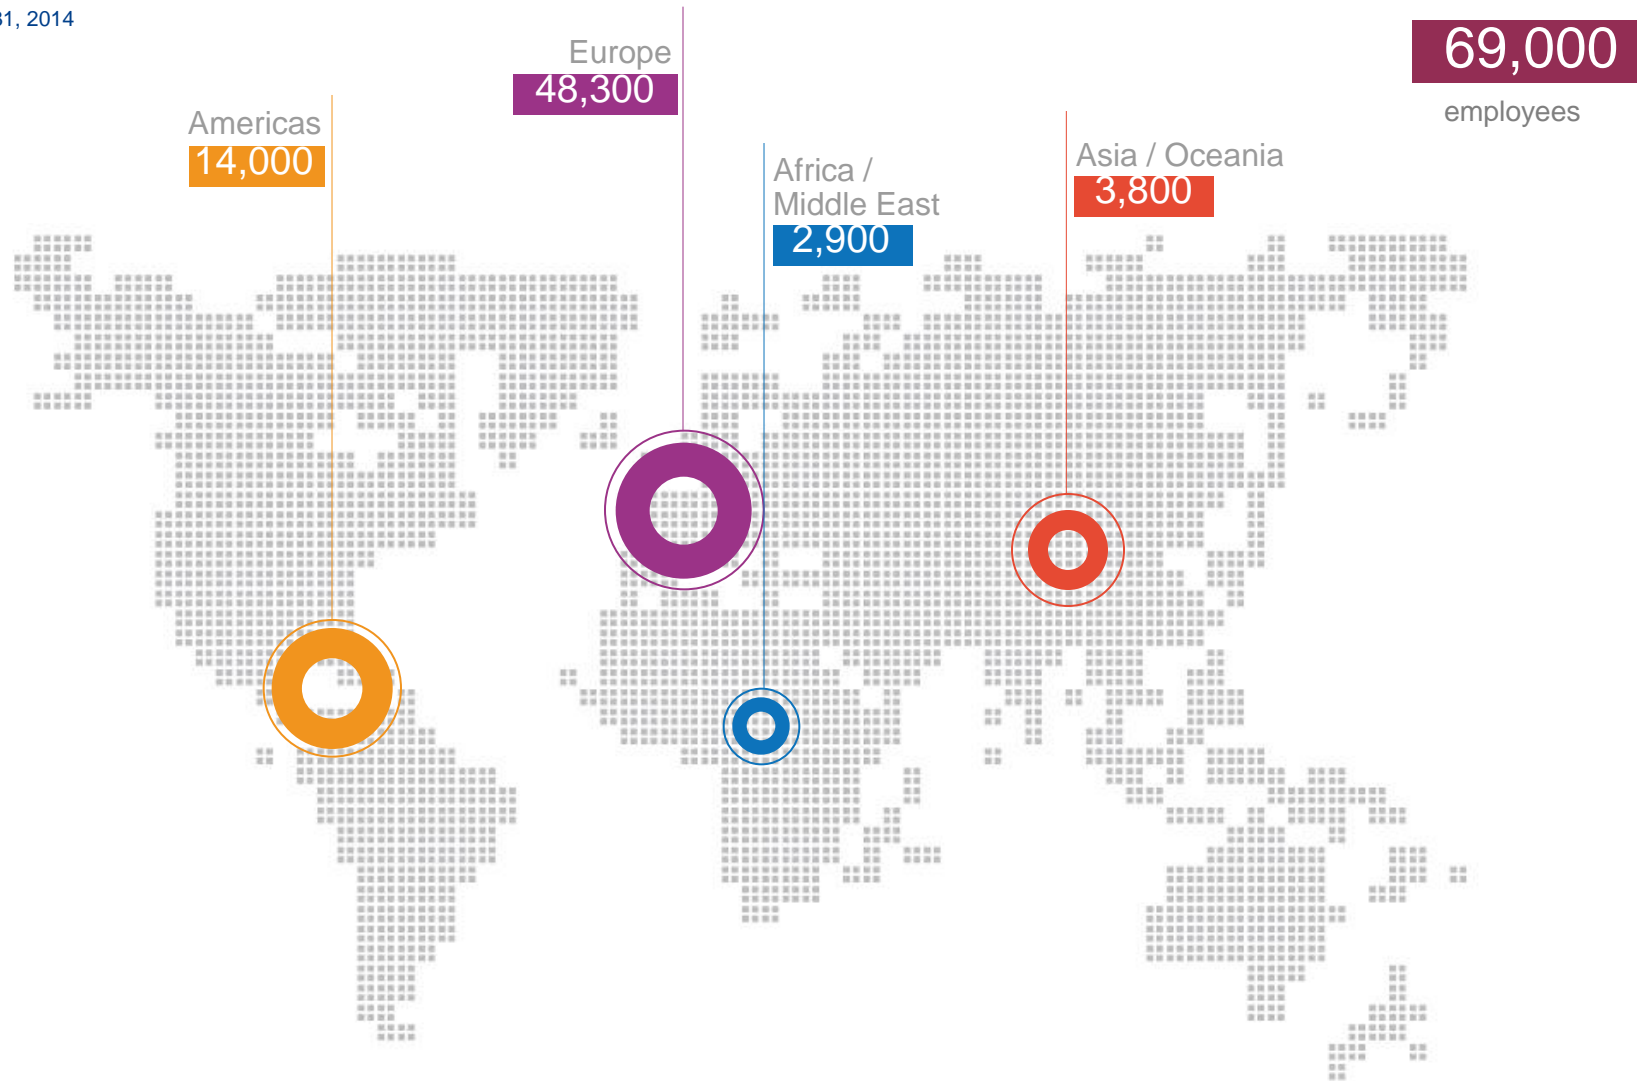 31, 2014
Europe
48,300
69,000
employees
Americas
14,000
Africa /
Middle East
2,900
Asia / Oceania
3,800